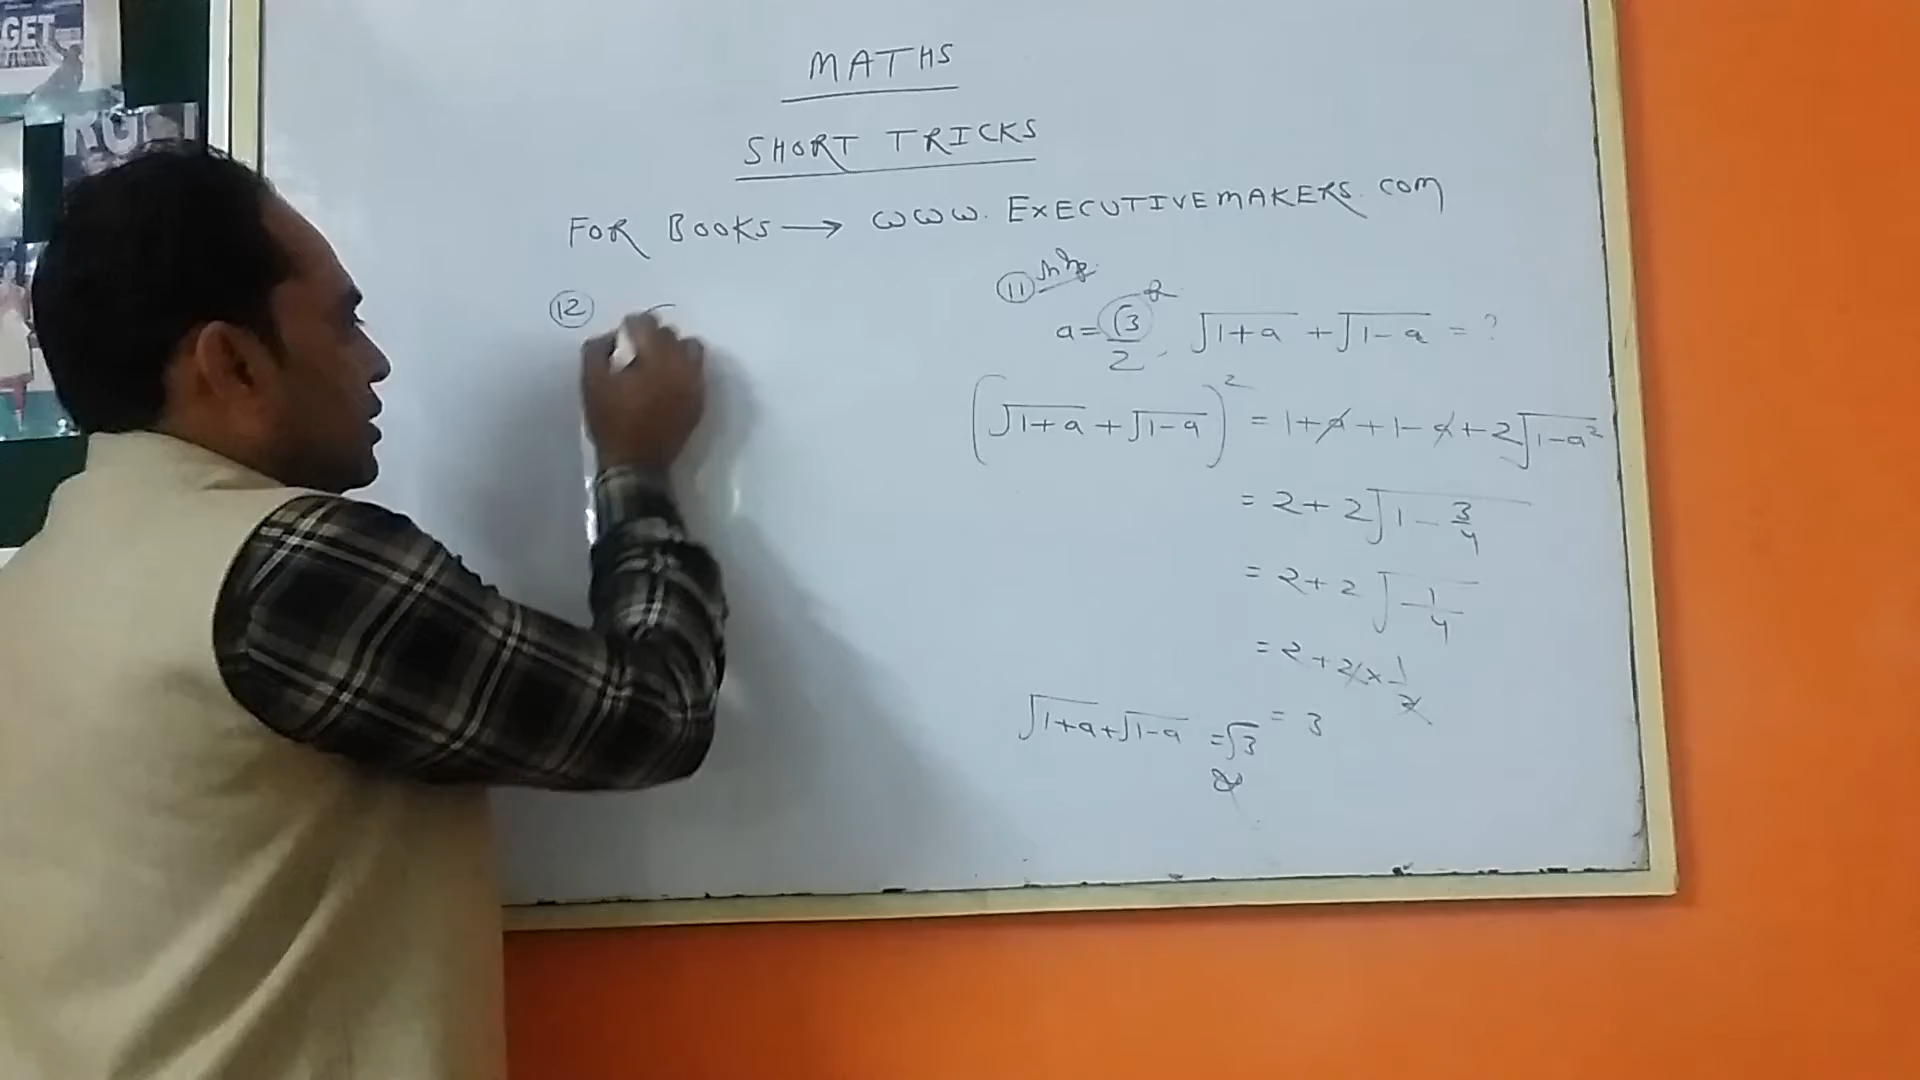 GET
RGET
MATHS
SHORT TRICKS
FOR BOOKS → WWW. EXECUTIVEMAKERS. COM
12
11
a = √3/2, √1+a + √1-a = ?
(√1+a + √1-a)² = 1+a+1-a+2√1-a²
= 2+2√1-3/4
= 2+2√1/4
= 2+2×1/2
= 3
√1+a+√1-a = √3